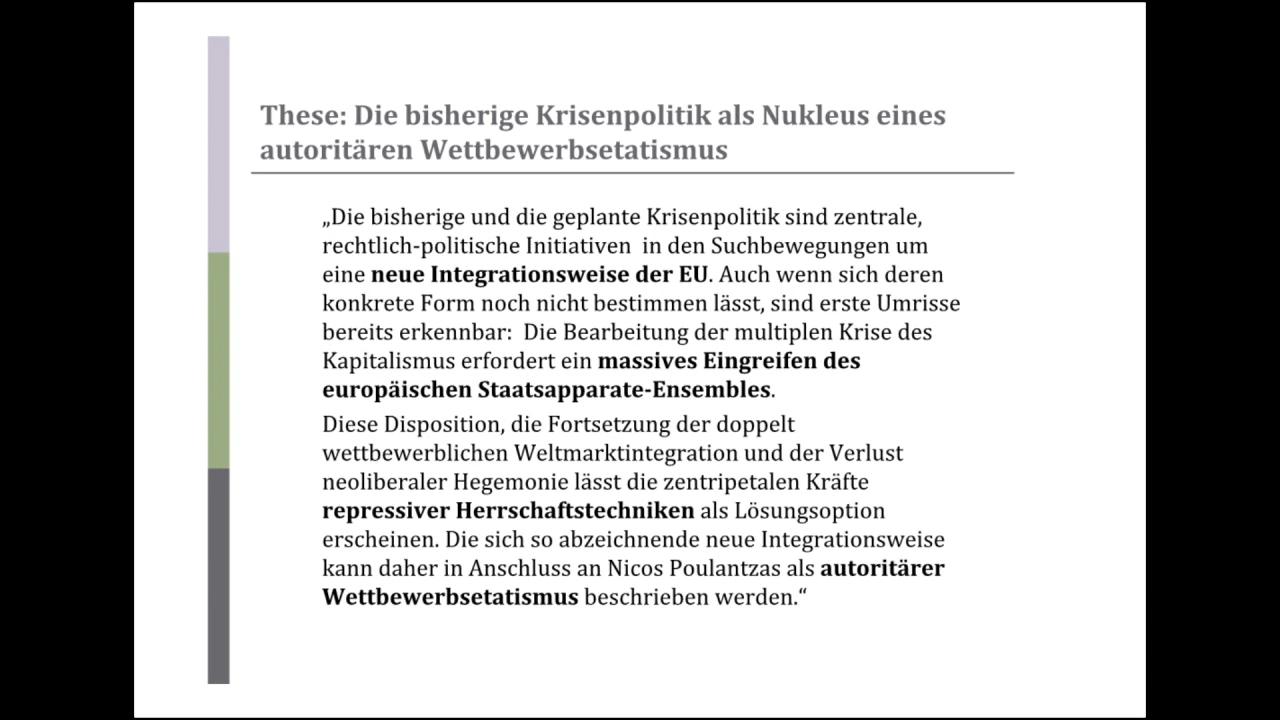 These: Die bisherige Krisenpolitik als Nukleus eines
autoritären Wettbewerbsetatismus
„Die bisherige und die geplante Krisenpolitik sind zentrale,
rechtlich-politische Initiativen  in den Suchbewegungen um
eine neue Integrationsweise der EU. Auch wenn sich deren
konkrete Form noch nicht bestimmen lässt, sind erste Umrisse
bereits erkennbar:  Die Bearbeitung der multiplen Krise des
Kapitalismus erfordert ein massives Eingreifen des
europäischen Staatsapparate-Ensembles.
Diese Disposition, die Fortsetzung der doppelt
wettbewerblichen Weltmarktintegration und der Verlust
neoliberaler Hegemonie lässt die zentripetalen Kräfte
repressiver Herrschaftstechniken als Lösungsoption
erscheinen. Die sich so abzeichnende neue Integrationsweise
kann daher in Anschluss an Nicos Poulantzas als autoritärer
Wettbewerbsetatismus beschrieben werden.“